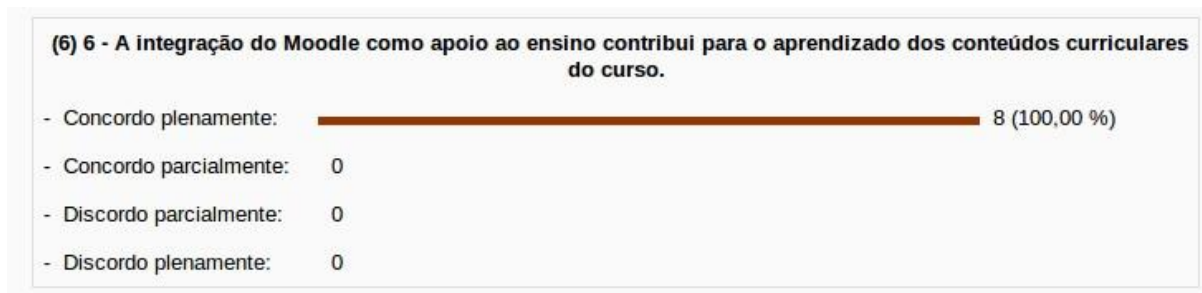 (6) 6 - A integração do Moodle como apoio ao ensino contribui para o aprendizado dos conteúdos curriculares
do curso.
- Concordo plenamente: 8 (100,00 %)
- Concordo parcialmente: 0
- Discordo parcialmente: 0
- Discordo plenamente: 0